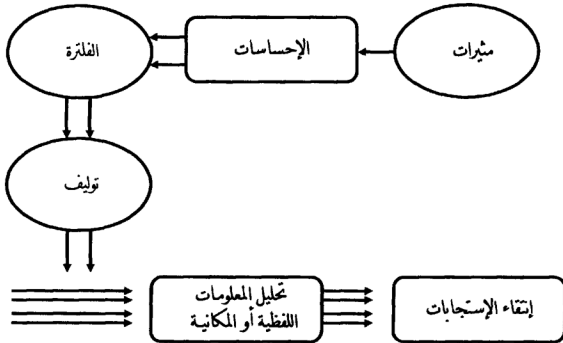 مثيرات
الإحساسات
الفلترة
توليف
تحليل المعلومات
اللفظية أو المكانية
إنتقاء الإستجابات